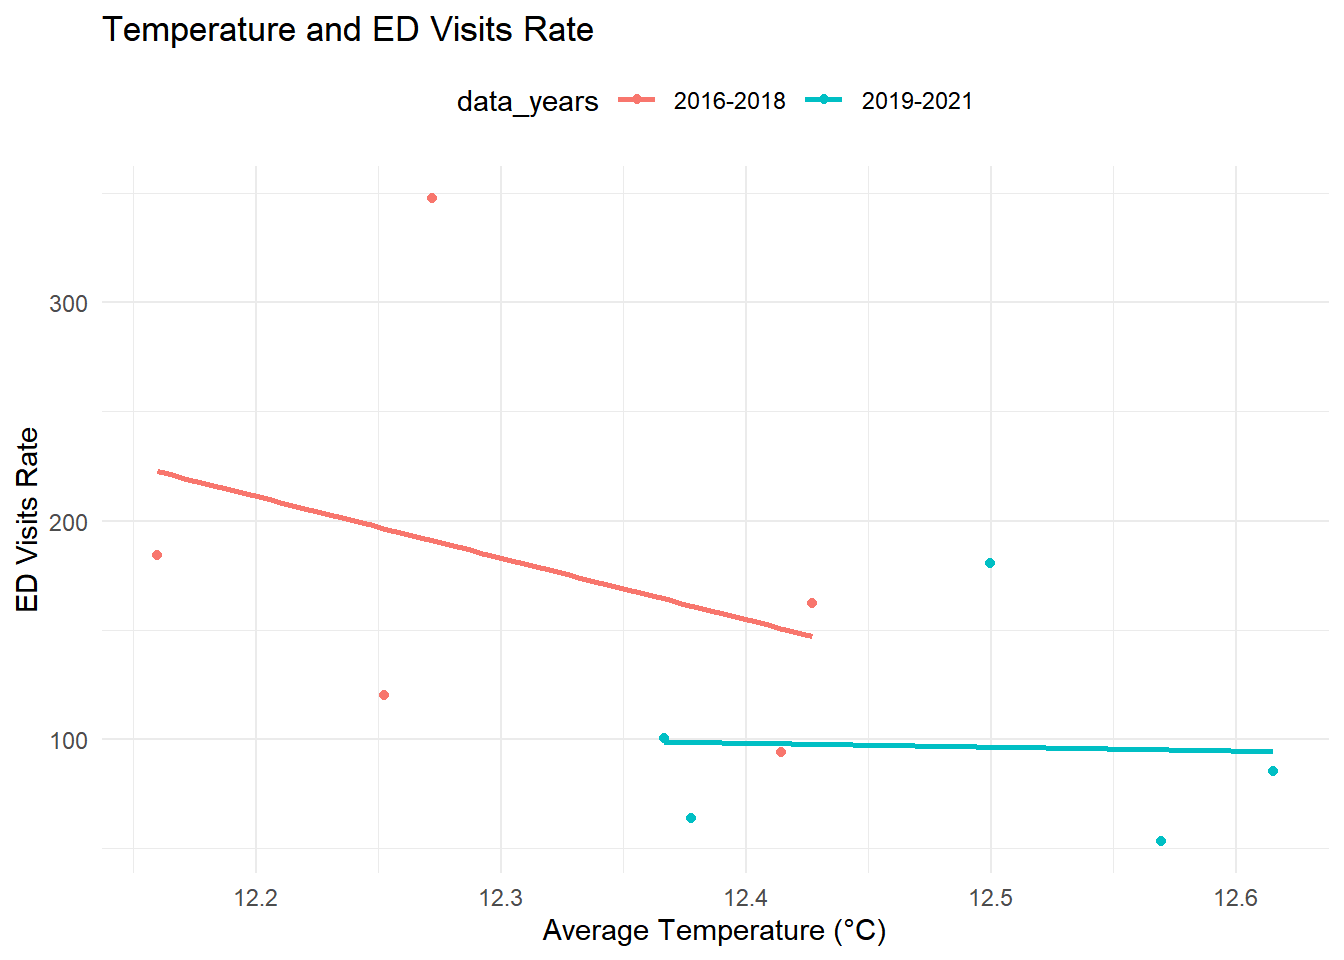 Temperature and ED Visits Rate
data_years 2016-2018 2019-2021
300
200
100
ED Visits Rate
12.2 12.3 12.4 12.5 12.6
Average Temperature (°C)